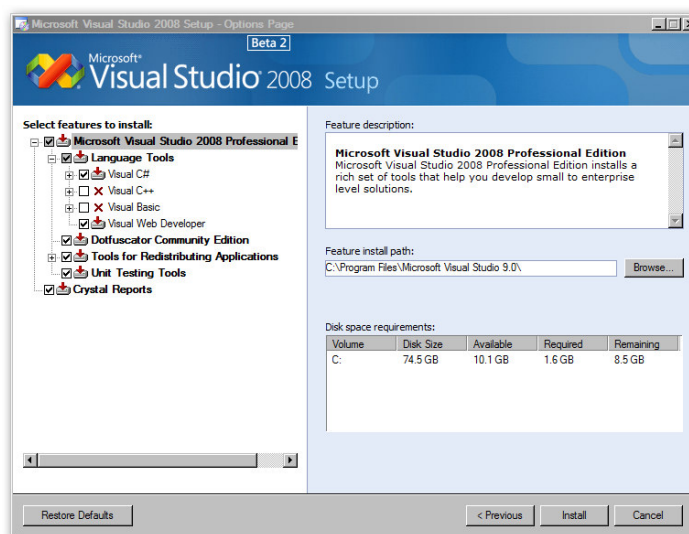 Microsoft Visual Studio 2008 Setup - Options Page
Beta 2
Microsoft®
Visual Studio® 2008 Setup
Select features to install:
Microsoft Visual Studio 2008 Professional E
Language Tools
Visual C#
Visual C++
Visual Basic
Visual Web Developer
Dotfuscator Community Edition
Tools for Redistributing Applications
Unit Testing Tools
Crystal Reports
Feature description:
Microsoft Visual Studio 2008 Professional Edition
Microsoft Visual Studio 2008 Professional Edition installs a
rich set of tools that help you develop small to enterprise
level solutions.
Feature install path:
C:\Program Files\Microsoft Visual Studio 9.0\
Browse...
Disk space requirements:
Volume Disk Size Available Required Remaining
C: 74.5 GB 10.1 GB 1.6 GB 8.5 GB
Restore Defaults
< Previous
Install
Cancel